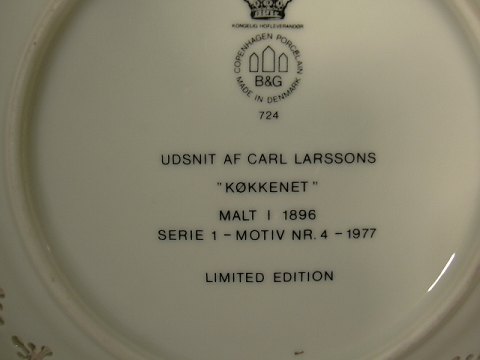 KONGELIG HOFLEVERANDØR
COPENHAGEN PORCELAIN
B&G
MADE IN DENMARK
724
UDSNIT AF CARL LARSSONS
"KØKKENET"
MALT I 1896
SERIE 1 - MOTIV NR. 4 - 1977
LIMITED EDITION